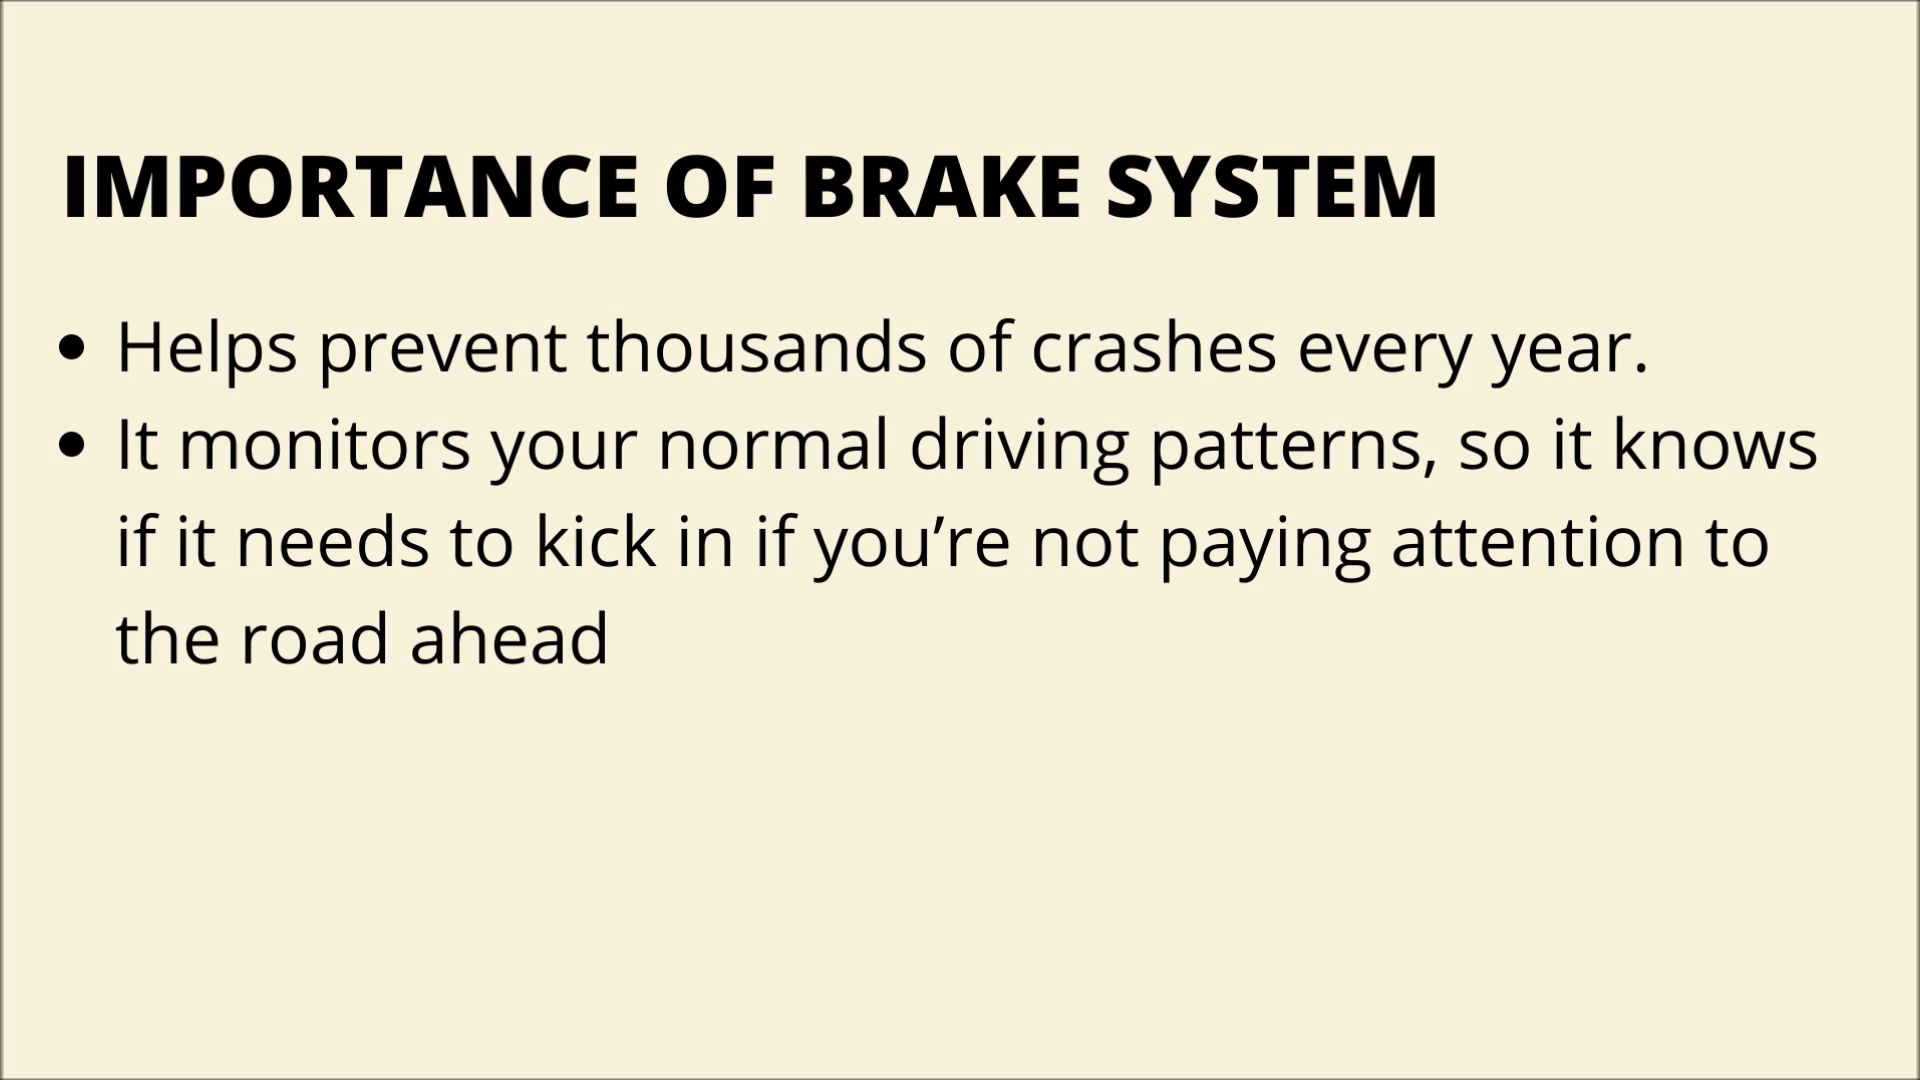 IMPORTANCE OF BRAKE SYSTEM
• Helps prevent thousands of crashes every year.
• It monitors your normal driving patterns, so it knows
if it needs to kick in if you’re not paying attention to
the road ahead